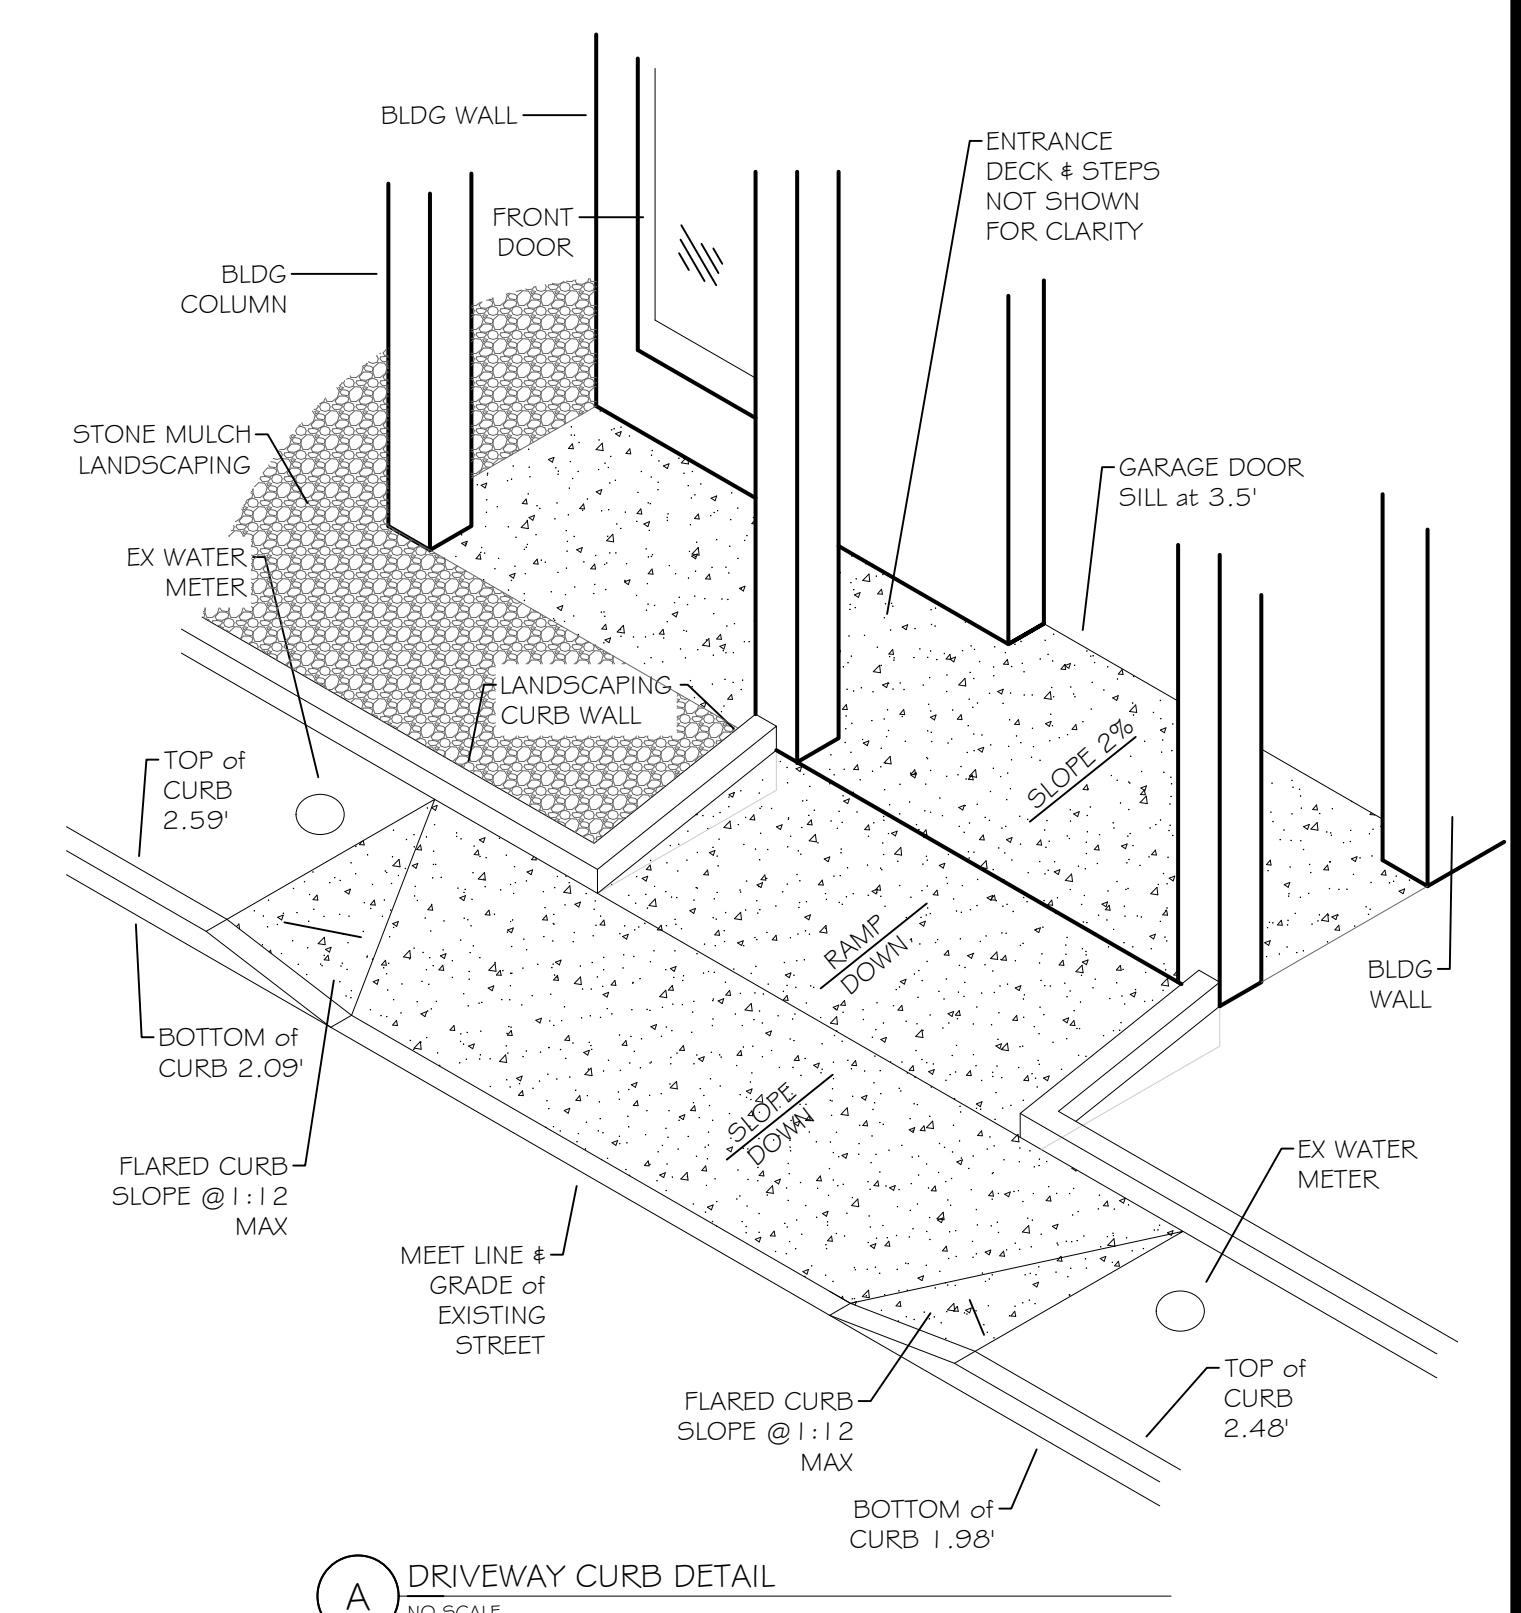 BLDG WALL
ENTRANCE
DECK & STEPS
NOT SHOWN
FOR CLARITY
FRONT
DOOR
BLDG
COLUMN
STONE MULCH
LANDSCAPING
GARAGE DOOR
SILL at 3.5'
EX WATER
METER
LANDSCAPING
CURB WALL
SLOPE 2%
TOP of
CURB
2.59'
RAMP
DOWN
BLDG
WALL
BOTTOM of
CURB 2.09'
SLOPE
DOWN
FLARED CURB
SLOPE @ 1:12
MAX
EX WATER
METER
MEET LINE &
GRADE of
EXISTING
STREET
FLARED CURB
SLOPE @ 1:12
MAX
TOP of
CURB
2.48'
BOTTOM of
CURB 1.98'
A
DRIVEWAY CURB DETAIL
NO SCALE